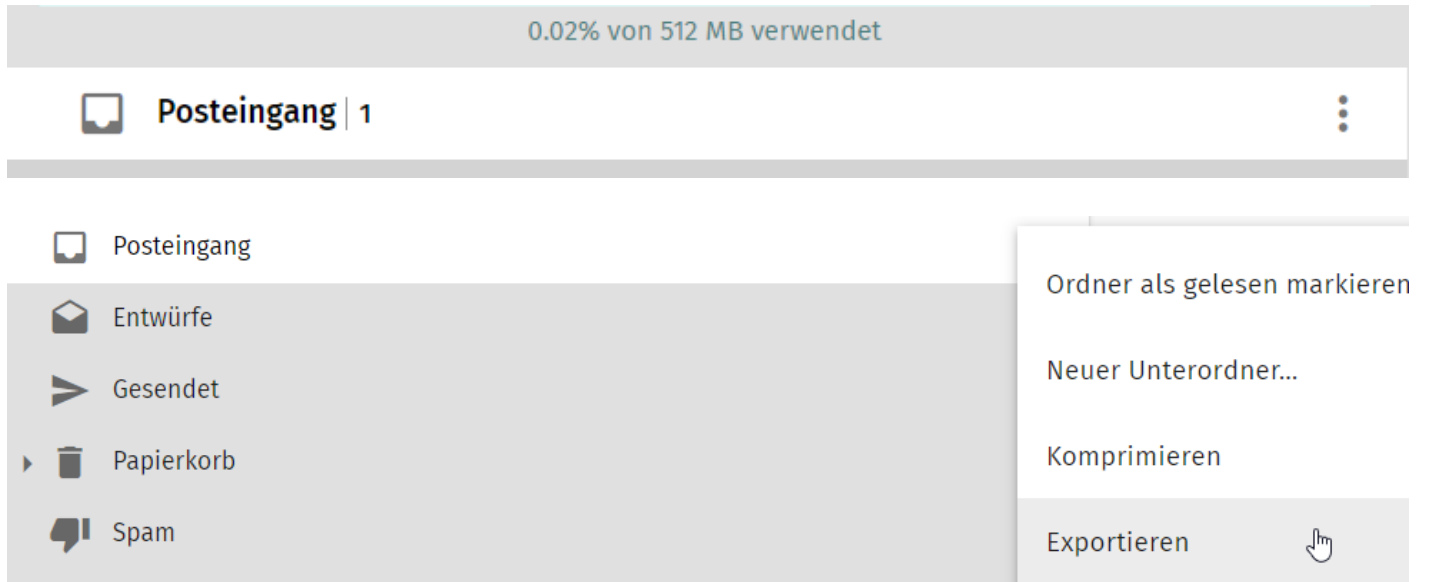 0.02% von 512 MB verwendet
Posteingang | 1
Posteingang
Entwürfe
Gesendet
Papierkorb
Spam
Ordner als gelesen markieren
Neuer Unterordner...
Komprimieren
Exportieren